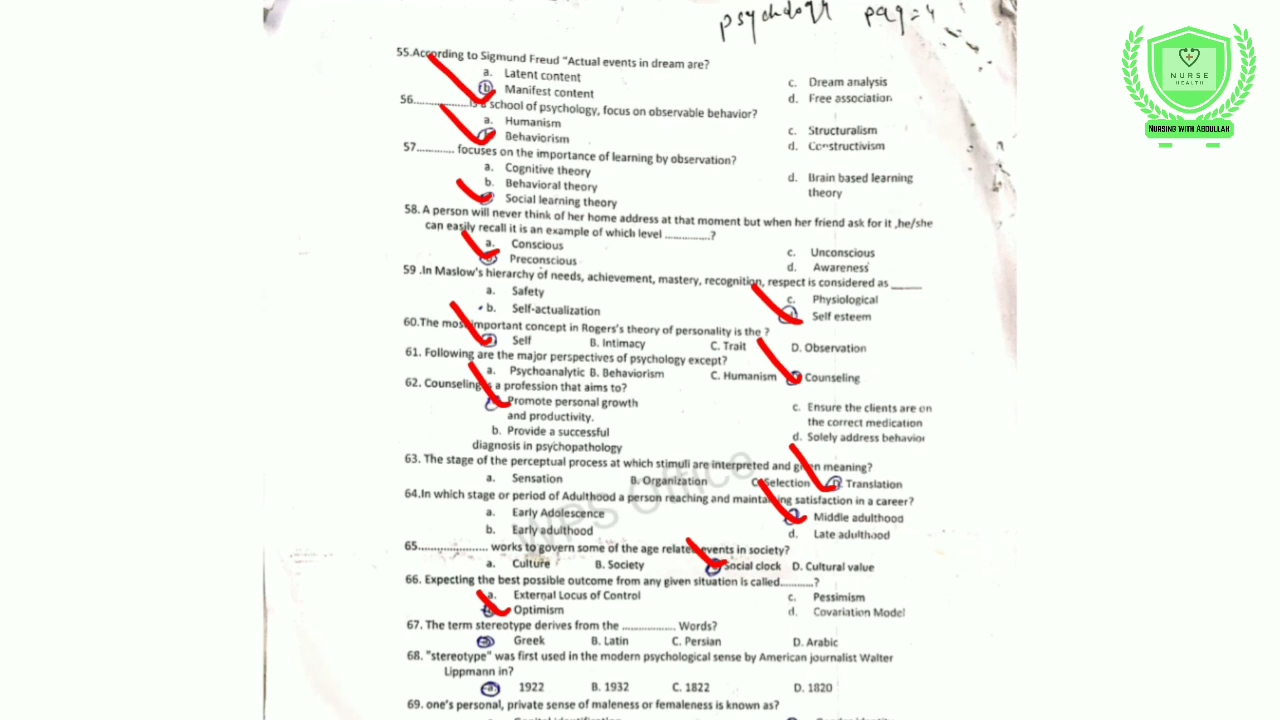 psychology page 4
NURSE
HEALTH
NURSING WITH ABDULLAH
55.According to Sigmund Freud "Actual events in dream are?
a. Latent content
c. Dream analysis
b. Manifest content
d. Free association
56.................... is a school of psychology, focus on observable behavior?
a. Humanism
c. Structuralism
b. Behaviorism
d. Constructivism
57............ focuses on the importance of learning by observation?
a. Cognitive theory
d. Brain based learning
theory
b. Behavioral theory
Social learning theory
58.A person will never think of her home address at that moment but when her friend ask for it ,he/she
can easily recall it is an example of which level ...............?
a. Conscious
c. Unconscious
Preconscious
d. Awareness
59 .In Maslow's hierarchy of needs, achievement, mastery, recognition, respect is considered as ______
a. Safety
c. Physiological
b. Self-actualization
d. Self esteem
60.The most important concept in Rogers's theory of personality is the ?
Self B. Intimacy C. Trait D. Observation
61. Following are the major perspectives of psychology except?
a. Psychoanalytic B. Behaviorism C. Humanism Counseling
62. Counseling is a profession that aims to?
Promote personal growth
and productivity.
c. Ensure the clients are on
the correct medication
b. Provide a successful
diagnosis in psychopathology
d. Solely address behavior
63. The stage of the perceptual process at which stimuli are interpreted and given meaning?
a. Sensation B. Organization C. Selection D. Translation
64.In which stage or period of Adulthood a person reaching and maintaining satisfaction in a career?
a. Early Adolescence
Middle adulthood
b. Early adulthood
d. Late adulthood
65.................... works to govern some of the age related events in society?
a. Culture B. Society Social clock D. Cultural value
66. Expecting the best possible outcome from any given situation is called..........?
a. External Locus of Control
c. Pessimism
Optimism
d. Covariation Model
67. The term stereotype derives from the ................ Words?
Greek B. Latin C. Persian D. Arabic
68. "stereotype" was first used in the modern psychological sense by American journalist Walter
Lippmann in?
a. 1922 B. 1932 C. 1822 D. 1820
69. one's personal, private sense of maleness or femaleness is known as?
WPS Office